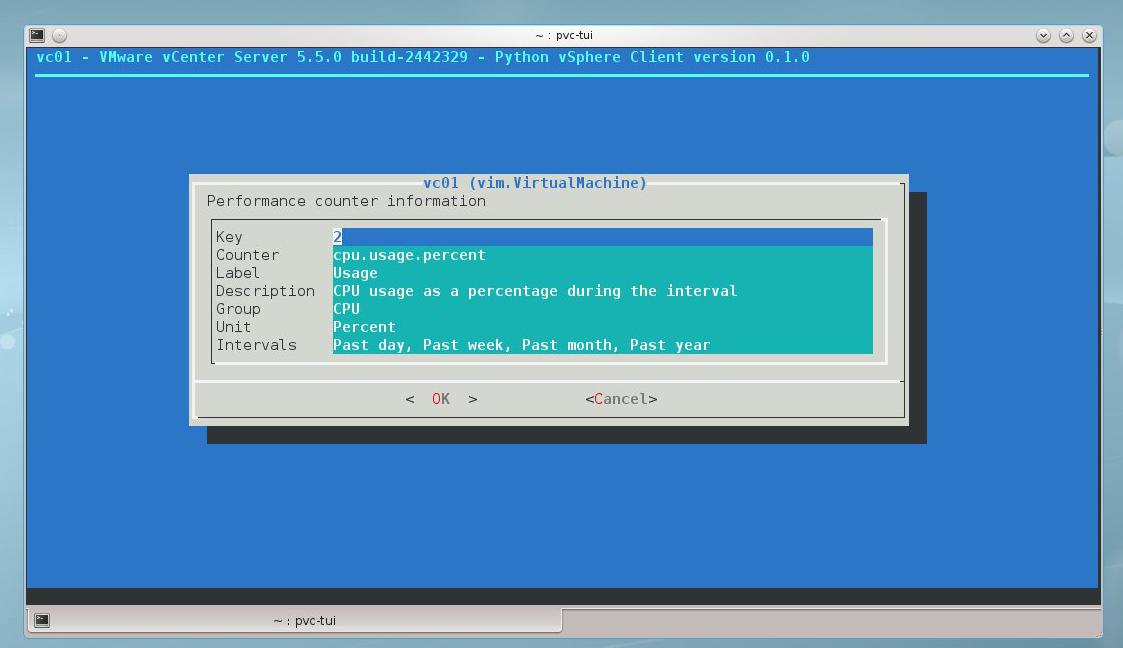 ~ : pvc-tui
vc01 - VMware vCenter Server 5.5.0 build-2442329 - Python vSphere Client version 0.1.0
vc01 (vim.VirtualMachine)
Performance counter information
Key 2
Counter cpu.usage.percent
Label Usage
Description CPU usage as a percentage during the interval
Group CPU
Unit Percent
Intervals Past day, Past week, Past month, Past year
< OK > <Cancel>
~ : pvc-tui